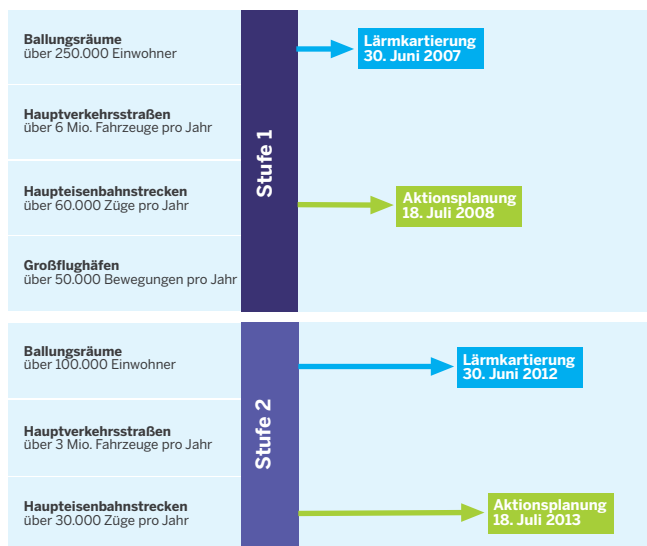 Ballungsräume
über 250.000 Einwohner
Hauptverkehrsstraßen
über 6 Mio. Fahrzeuge pro Jahr
Haupteisenbahnstrecken
über 60.000 Züge pro Jahr
Großflughäfen
über 50.000 Bewegungen pro Jahr
Stufe 1
Lärmkartierung
30. Juni 2007
Aktionsplanung
18. Juli 2008
Ballungsräume
über 100.000 Einwohner
Hauptverkehrsstraßen
über 3 Mio. Fahrzeuge pro Jahr
Haupteisenbahnstrecken
über 30.000 Züge pro Jahr
Stufe 2
Lärmkartierung
30. Juni 2012
Aktionsplanung
18. Juli 2013